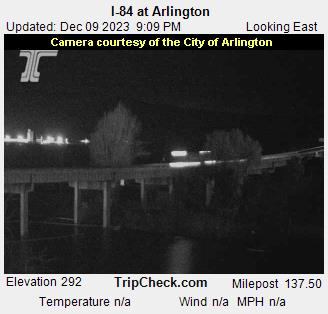 I-84 at Arlington
Updated: Dec 09 2023 9:09 PM Looking East
Camera courtesy of the City of Arlington
Elevation 292 TripCheck.com Milepost 137.50
Temperature n/a Wind n/a MPH n/a